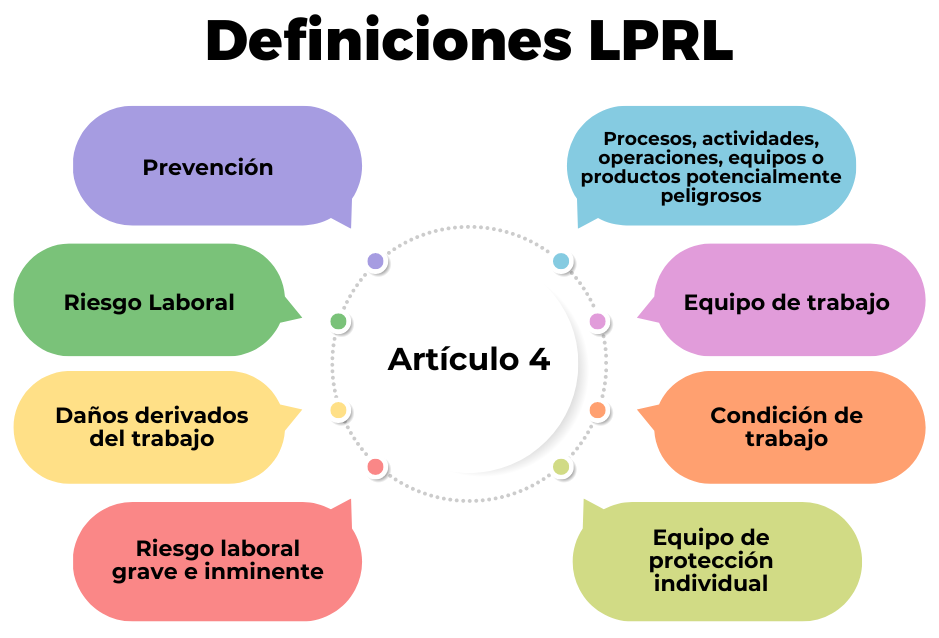 Definiciones LPRL
Prevención
Riesgo Laboral
Daños derivados
del trabajo
Riesgo laboral
grave e inminente
Artículo 4
Procesos, actividades,
operaciones, equipos o
productos potencialmente
peligrosos
Equipo de trabajo
Condición de
trabajo
Equipo de
protección
individual